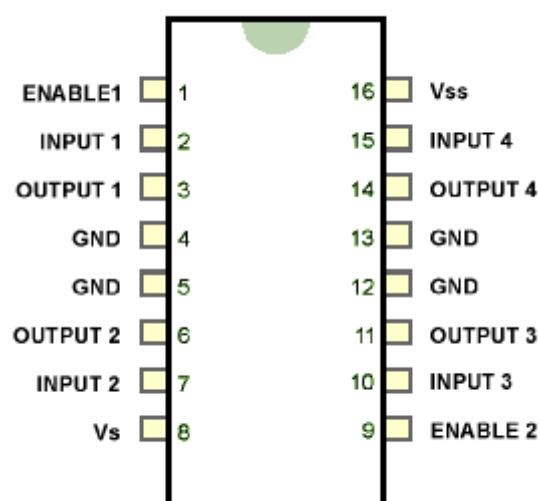 ENABLE1 1 16 Vss
INPUT 1 2 15 INPUT 4
OUTPUT 1 3 14 OUTPUT 4
GND 4 13 GND
GND 5 12 GND
OUTPUT 2 6 11 OUTPUT 3
INPUT 2 7 10 INPUT 3
Vs 8 9 ENABLE 2